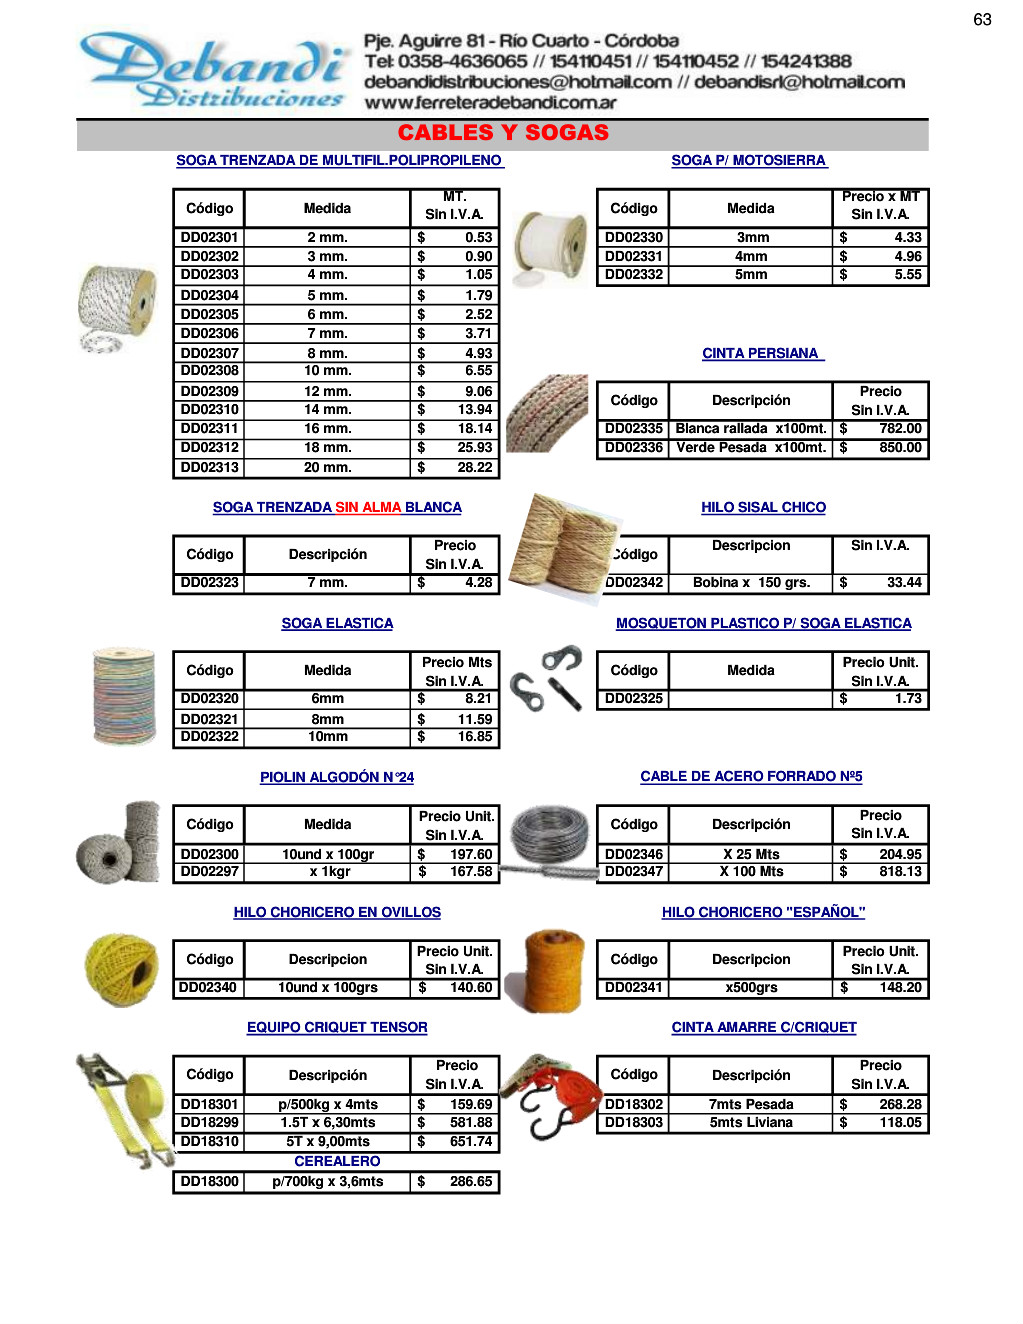 63
Debandi
Distribuciones
Pje. Aguirre 81 - Río Cuarto - Córdoba
Tel: 0358-4636065 // 154110451 // 154110452 // 154241388
debandidistribuciones@hotmail.com // debandisrl@hotmail.com
www.ferreteradebandi.com.ar
CABLES Y SOGAS
SOGA TRENZADA DE MULTIFIL.POLIPROPILENO
Código Medida MT. Sin I.V.A.
DD02301 2 mm. $ 0.53
DD02302 3 mm. $ 0.90
DD02303 4 mm. $ 1.05
DD02304 5 mm. $ 1.79
DD02305 6 mm. $ 2.52
DD02306 7 mm. $ 3.71
DD02307 8 mm. $ 4.93
DD02308 10 mm. $ 6.55
DD02309 12 mm. $ 9.06
DD02310 14 mm. $ 13.94
DD02311 16 mm. $ 18.14
DD02312 18 mm. $ 25.93
DD02313 20 mm. $ 28.22
SOGA P/ MOTOSIERRA
Código Medida Precio x MT Sin I.V.A.
DD02330 3mm $ 4.33
DD02331 4mm $ 4.96
DD02332 5mm $ 5.55
CINTA PERSIANA
Código Descripción Precio Sin I.V.A.
DD02335 Blanca rallada x100mt. $ 782.00
DD02336 Verde Pesada x100mt. $ 850.00
SOGA TRENZADA SIN ALMA BLANCA
Código Descripción Precio Sin I.V.A.
DD02323 7 mm. $ 4.28
HILO SISAL CHICO
Código Descripcion Sin I.V.A.
DD02342 Bobina x 150 grs. $ 33.44
SOGA ELASTICA
Código Medida Precio Mts Sin I.V.A.
DD02320 6mm $ 8.21
DD02321 8mm $ 11.59
DD02322 10mm $ 16.85
MOSQUETON PLASTICO P/ SOGA ELASTICA
Código Medida Precio Unit. Sin I.V.A.
DD02325 $ 1.73
PIOLIN ALGODÓN N°24
Código Medida Precio Unit. Sin I.V.A.
DD02300 10und x 100gr $ 197.60
DD02297 x 1kgr $ 167.58
CABLE DE ACERO FORRADO Nº5
Código Descripción Precio Sin I.V.A.
DD02346 X 25 Mts $ 204.95
DD02347 X 100 Mts $ 818.13
HILO CHORICERO EN OVILLOS
Código Descripcion Precio Unit. Sin I.V.A.
DD02340 10und x 100grs $ 140.60
HILO CHORICERO "ESPAÑOL"
Código Descripcion Precio Unit. Sin I.V.A.
DD02341 x500grs $ 148.20
EQUIPO CRIQUET TENSOR
Código Descripción Precio Sin I.V.A.
DD18301 p/500kg x 4mts $ 159.69
DD18299 1.5T x 6,30mts $ 581.88
DD18310 5T x 9,00mts $ 651.74
CEREALERO
DD18300 p/700kg x 3,6mts $ 286.65
CINTA AMARRE C/CRIQUET
Código Descripción Precio Sin I.V.A.
DD18302 7mts Pesada $ 268.28
DD18303 5mts Liviana $ 118.05